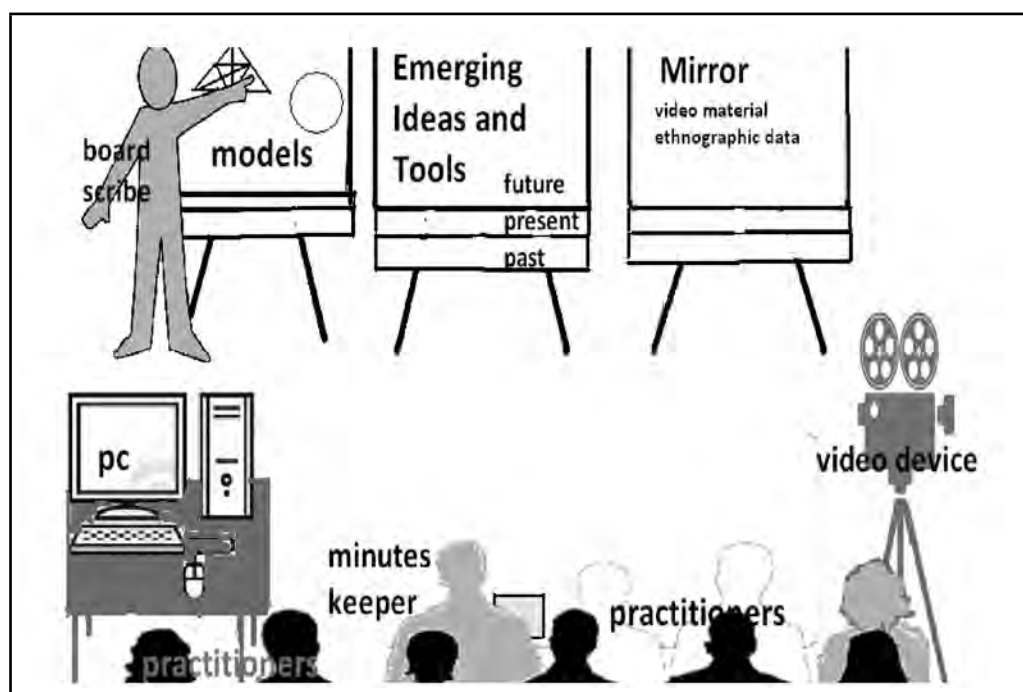 board
scribe
models
Emerging
Ideas and
Tools
future
present
past
Mirror
video material
ethnographic data
pc
video device
minutes
keeper
practitioners
practitioners